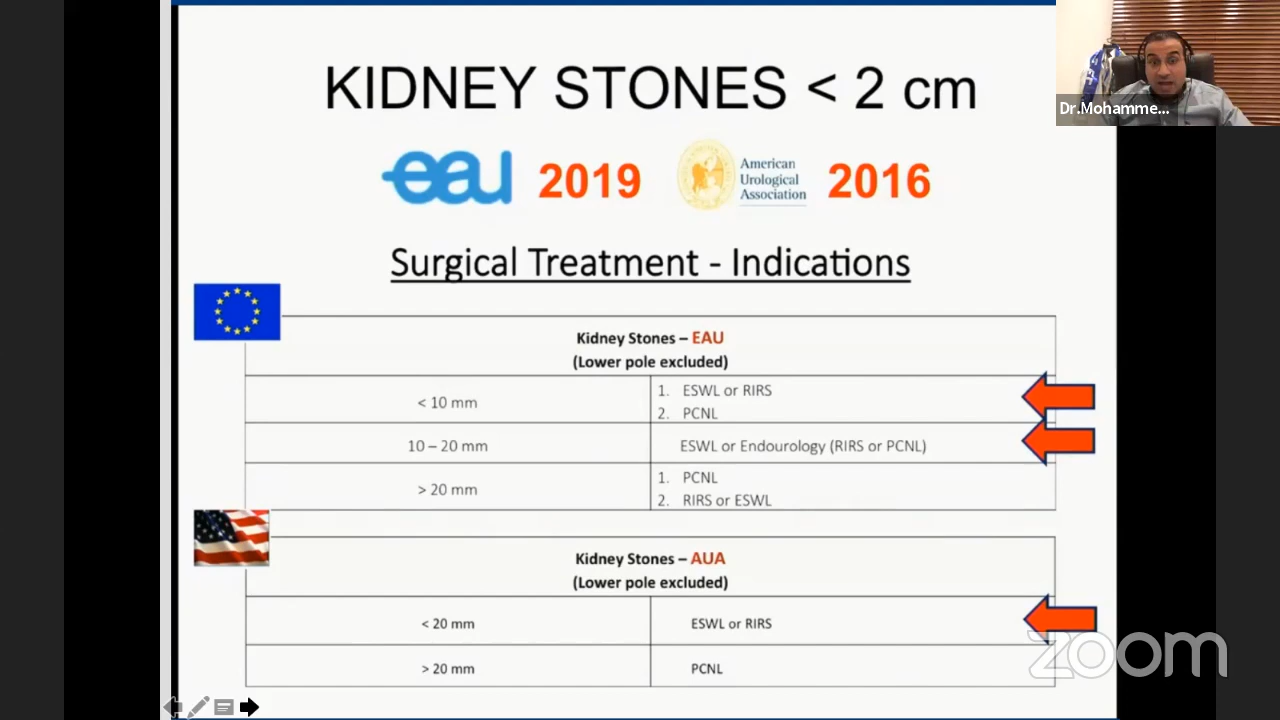 KIDNEY STONES < 2 cm
Dr.Mohamme...
eau 2019
American
Urological
Association
2016
Surgical Treatment - Indications
Kidney Stones – EAU
(Lower pole excluded)
< 10 mm
1. ESWL or RIRS
2. PCNL
10 – 20 mm
ESWL or Endourology (RIRS or PCNL)
> 20 mm
1. PCNL
2. RIRS or ESWL
Kidney Stones – AUA
(Lower pole excluded)
< 20 mm
ESWL or RIRS
> 20 mm
PCNL
zoom